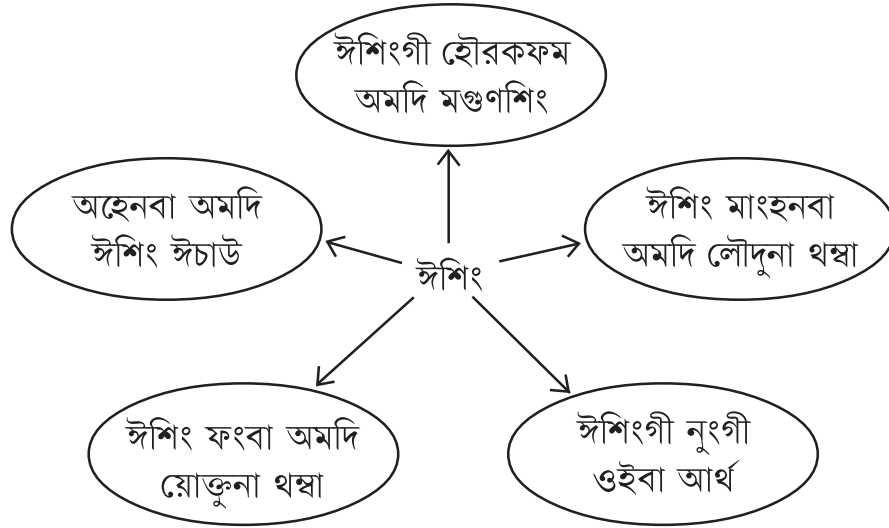 ঈশিংগী হৌরকফম
অমদি মগুণশিং
অহেনবা অমদি
ঈশিং ঈচাউ
ঈশিং মাংহনবা
অমদি লৌদুনা থম্বা
ঈশিং
ঈশিং ফংবা অমদি
য়োক্তুনা থম্বা
ঈশিংগী নুংগী
ওইবা আর্থ